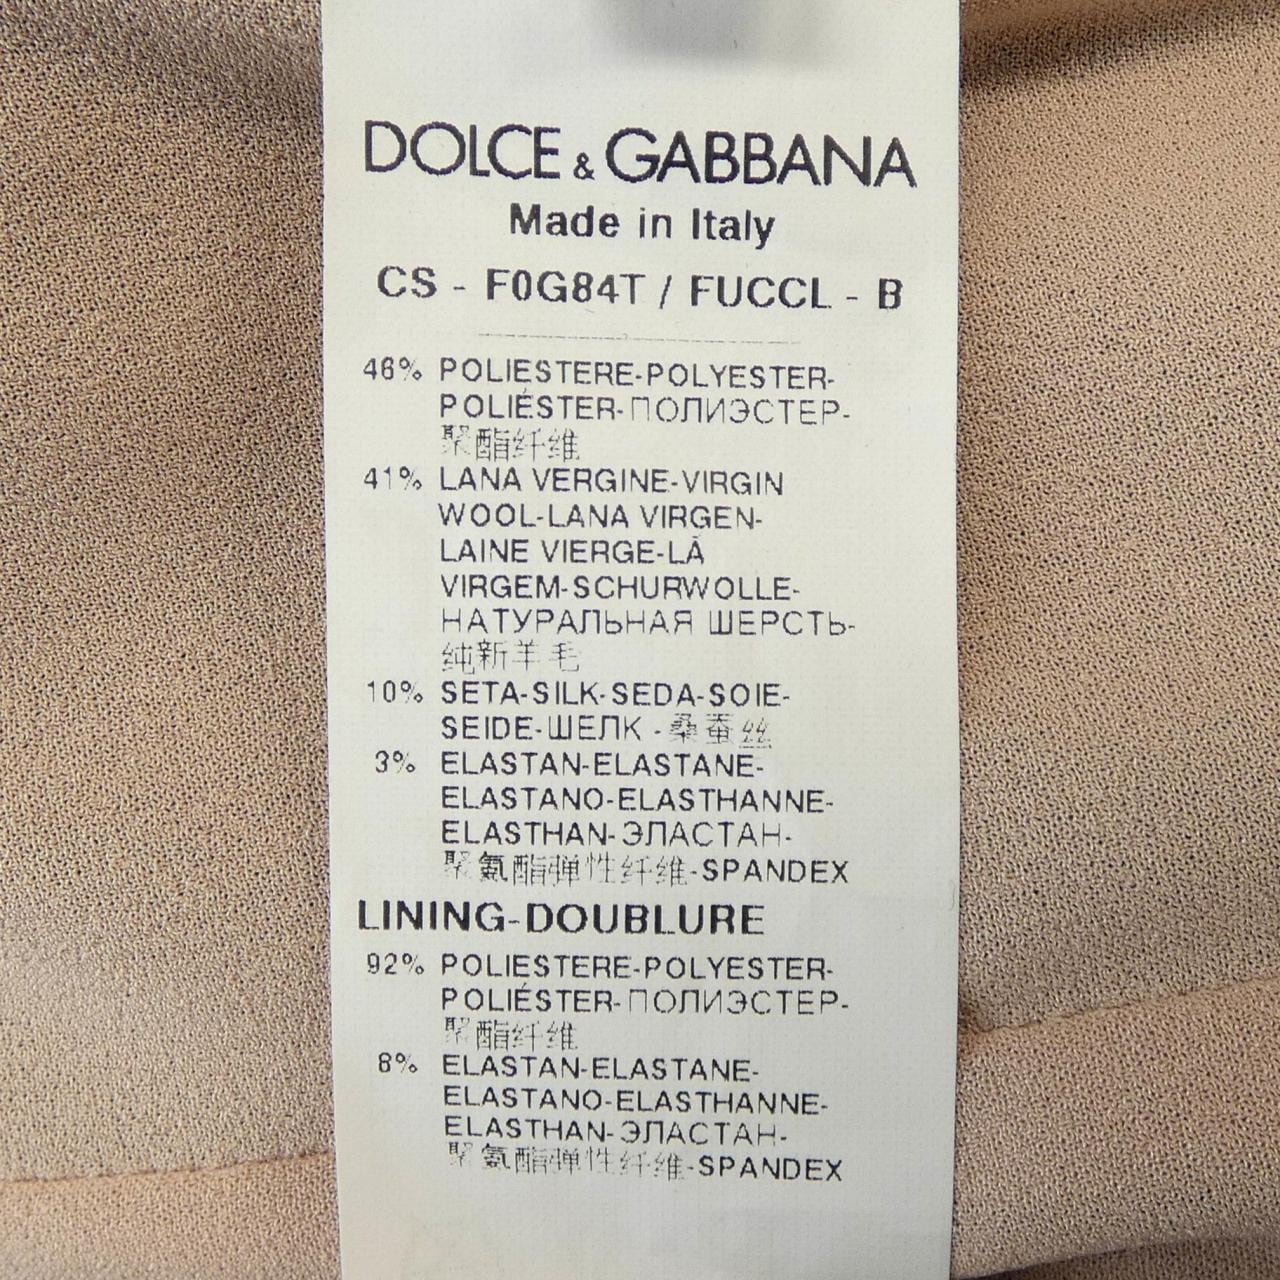 DOLCE & GABBANA
Made in Italy
CS - F0G84T / FUCCL - B
46% POLIESTERE-POLYESTER-
POLIÉSTER-ПОЛИЭСТЕР-
聚酯纤维
41% LANA VERGINE-VIRGIN
WOOL-LANA VIRGEN-
LAINE VIERGE-LÃ
VIRGEM-SCHURWOLLE-
НАТУРАЛЬНАЯ ШЕРСТЬ-
纯新羊毛
10% SETA-SILK-SEDA-SOIE-
SEIDE-ШЕЛК -桑蚕丝
3% ELASTAN-ELASTANE-
ELASTANO-ELASTHANNE-
ELASTHAN-ЭЛАСТАН-
聚氨酯弹性纤维-SPANDEX
LINING-DOUBLURE
92% POLIESTERE-POLYESTER-
POLIÉSTER-ПОЛИЭСТЕР-
聚酯纤维
8% ELASTAN-ELASTANE-
ELASTANO-ELASTHANNE-
ELASTHAN-ЭЛАСТАН-
聚氨酯弹性纤维-SPANDEX